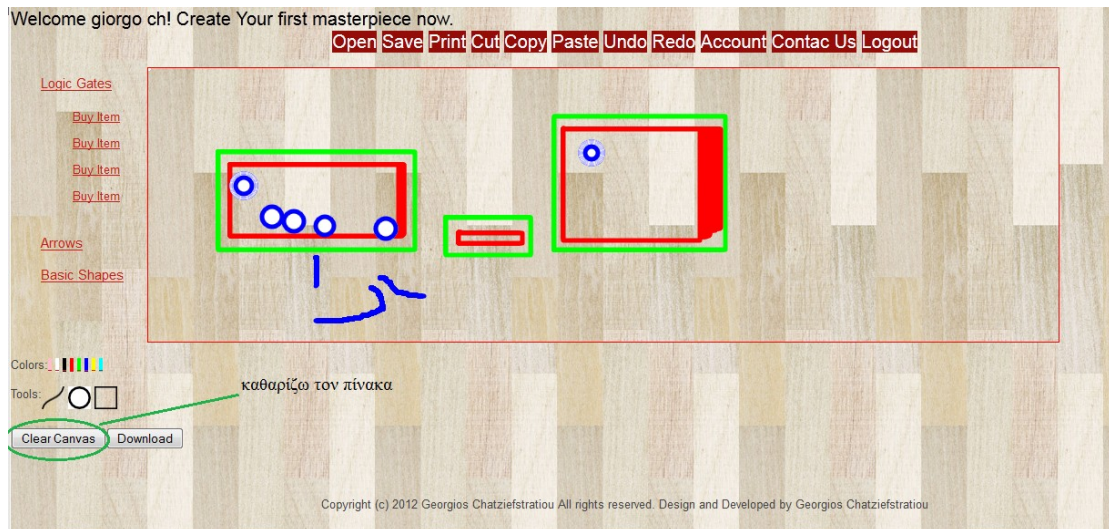 Welcome giorgo ch! Create Your first masterpiece now.
Open Save Print Cut Copy Paste Undo Redo Account Contac Us Logout
Logic Gates
Buy Item
Buy Item
Buy Item
Buy Item
Arrows
Basic Shapes
Colors:
Tools:
καθαρίζω τον πίνακα
Clear Canvas Download
Copyright (c) 2012 Georgios Chatziefstratiou All rights reserved. Design and Developed by Georgios Chatziefstratiou